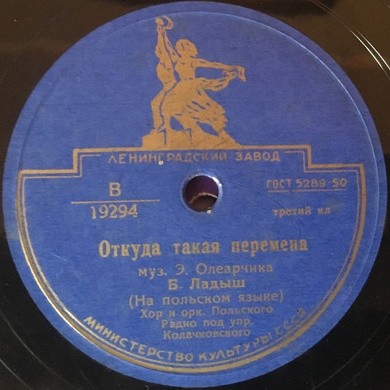 ЛЕНИНГРАДСКИЙ ЗАВОД
В
19294
ГОСТ 5289-50
третий кл
Откуда такая перемена
муз. Э. Олеарчика
Б. Ладыш
(На польском языке)
Хор и орк. Польского
Радио под упр.
Колачковского
МИНИСТЕРСТВО КУЛЬТУРЫ СССР